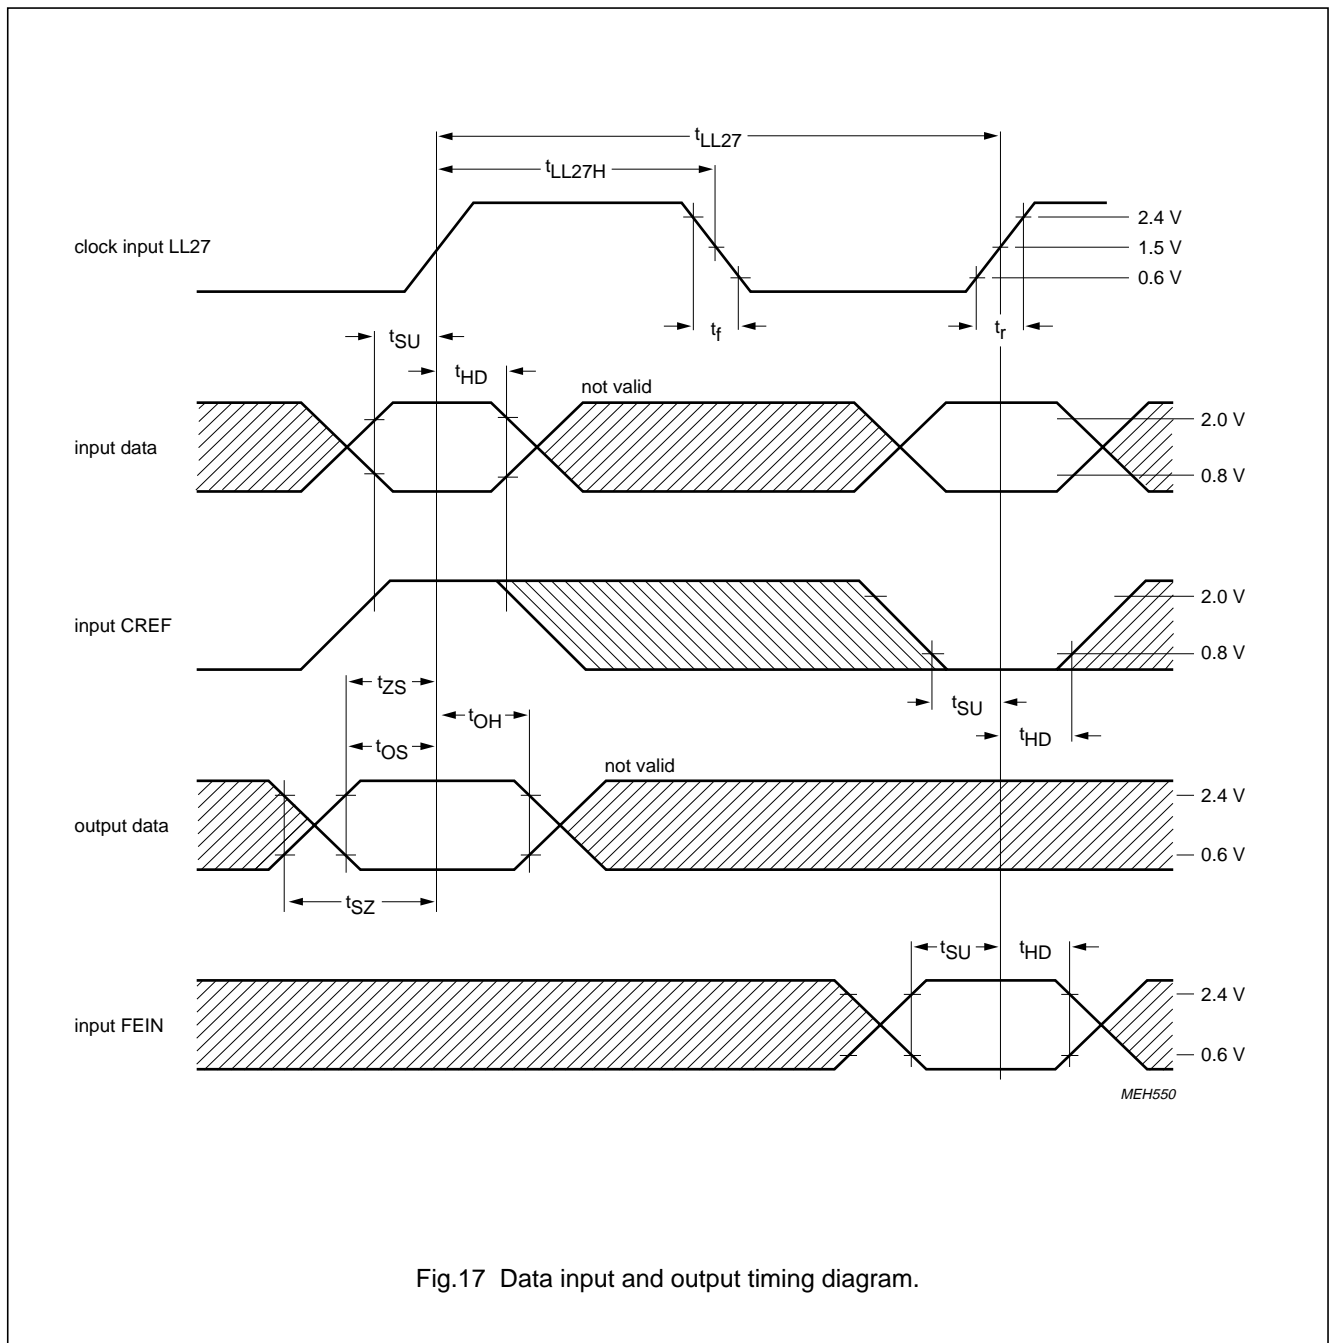 tLL27
tLL27H
clock input LL27
2.4 V
1.5 V
0.6 V
tSU
tf
tr
tHD
not valid
input data
2.0 V
0.8 V
input CREF
2.0 V
0.8 V
tZS
tSU
tOH
tHD
tOS
not valid
output data
2.4 V
0.6 V
tSZ
tSU
tHD
input FEIN
2.4 V
0.6 V
MEH550
Fig.17 Data input and output timing diagram.